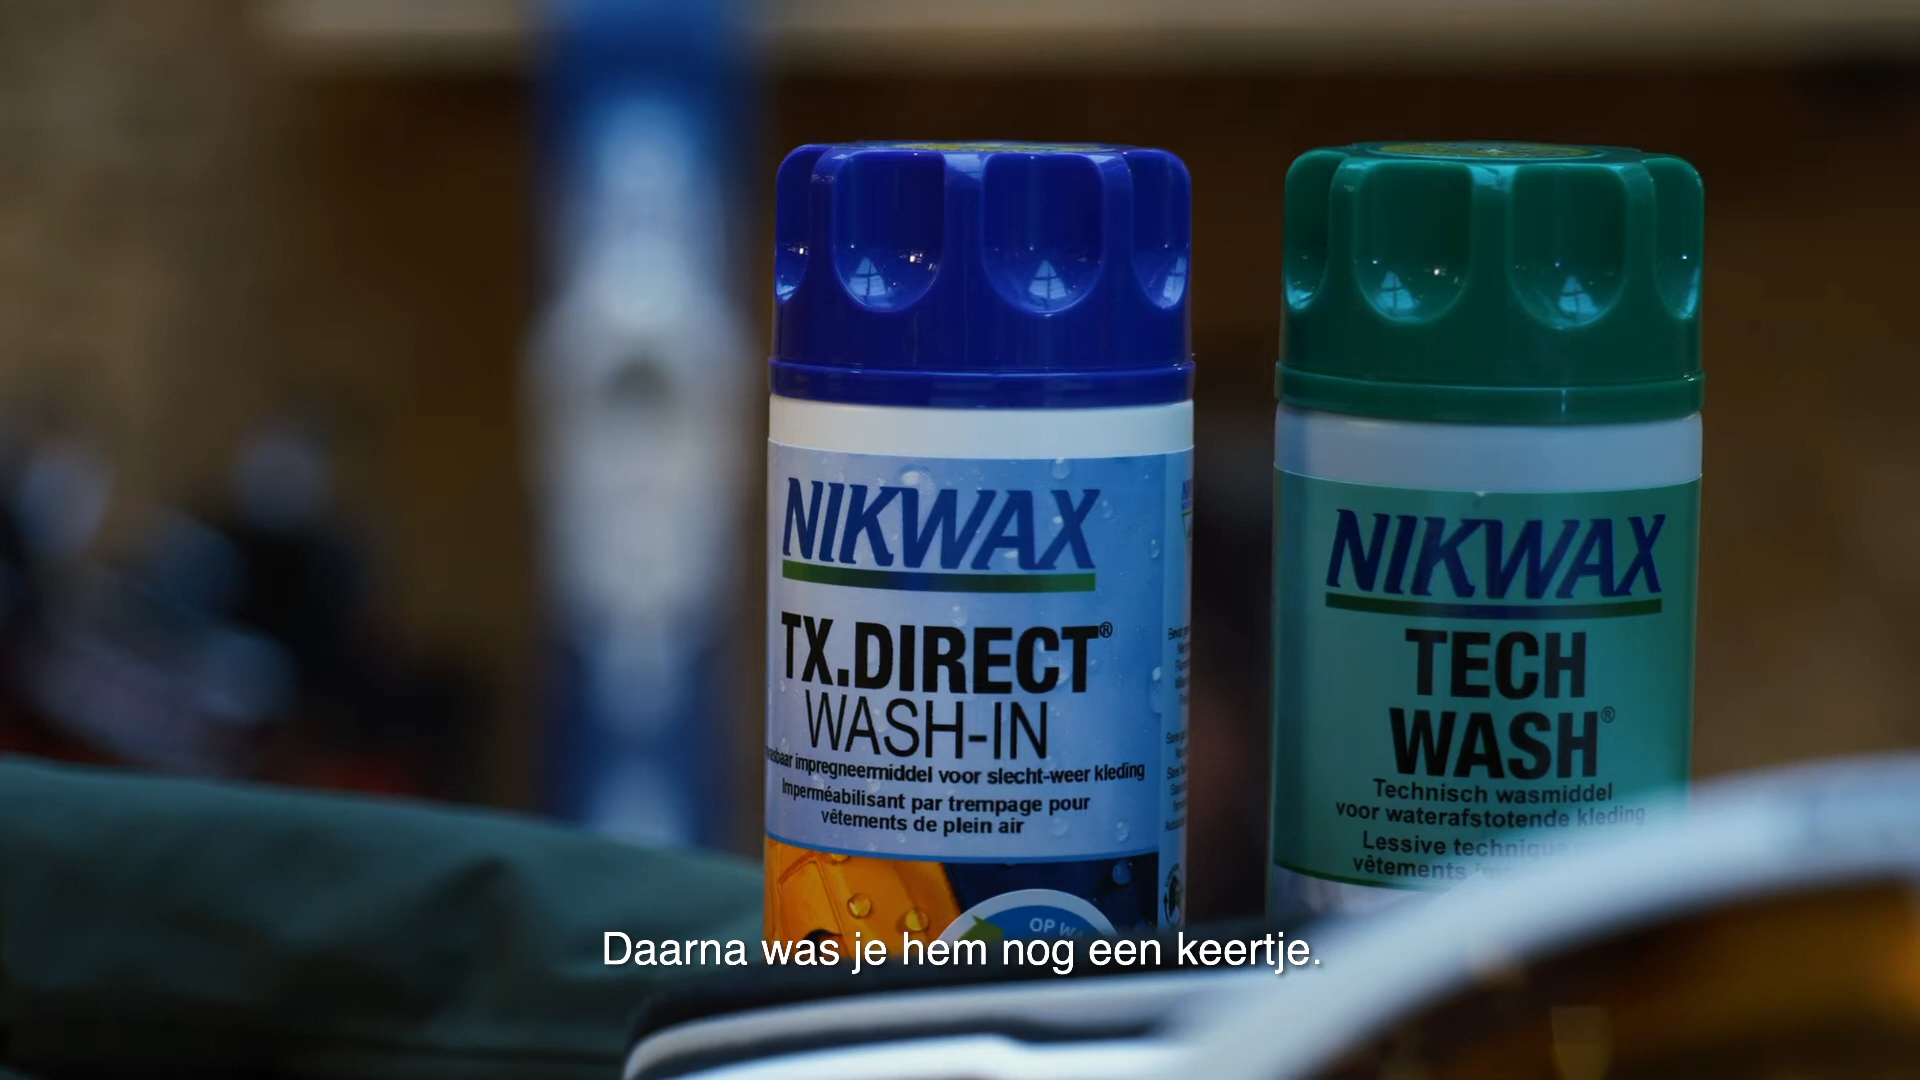 NIKWAX
TX.DIRECT®
WASH-IN
impregneermiddel voor slecht-weer kleding
Imperméabilisant par trempage pour
vêtements de plein air
OP
NIKWAX
TECH
WASH®
Technisch wasmiddel
voor waterafstotende kleding
Lessive technique
vêtements
Daarna was je hem nog een keertje.